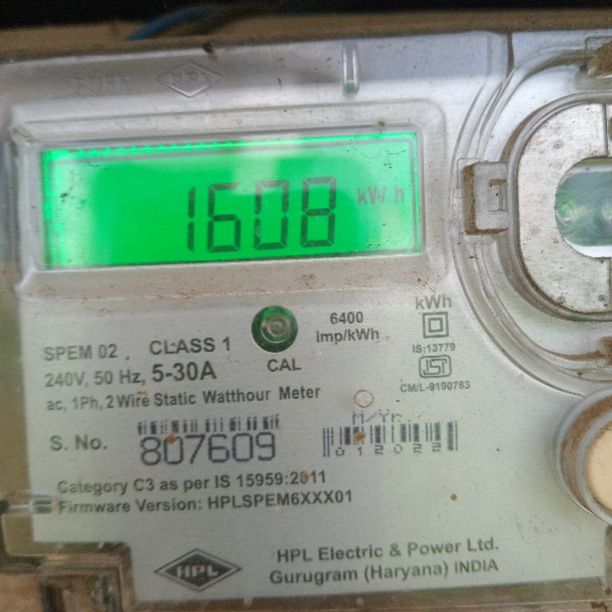 1608 kW h
6400
imp/kWh
kWh
IS:13779
CM/L-9190783
SPEM 02 CLASS 1
CAL
240V, 50 Hz, 5-30A
ac, 1Ph, 2 Wire Static Watthour Meter
S. No. 807609
M/Yr.
012022
Category C3 as per IS 15959:2011
Firmware Version: HPLSPEM6XXX01
HPL
HPL Electric & Power Ltd.
Gurugram (Haryana) INDIA